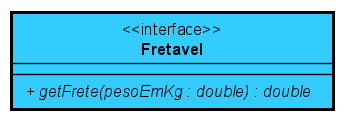 <<interface>>
Fretavel
+ getFrete(pesoEmKg : double) : double